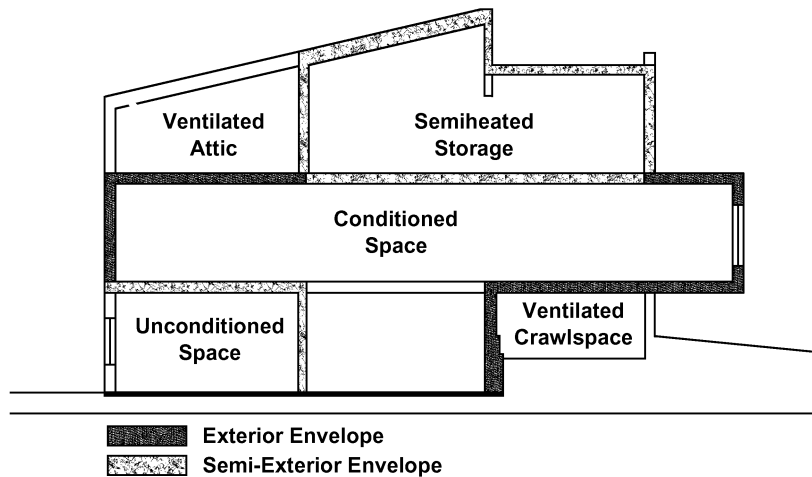 Ventilated
Attic
Semiheated
Storage
Conditioned
Space
Unconditioned
Space
Ventilated
Crawlspace
Exterior Envelope
Semi-Exterior Envelope